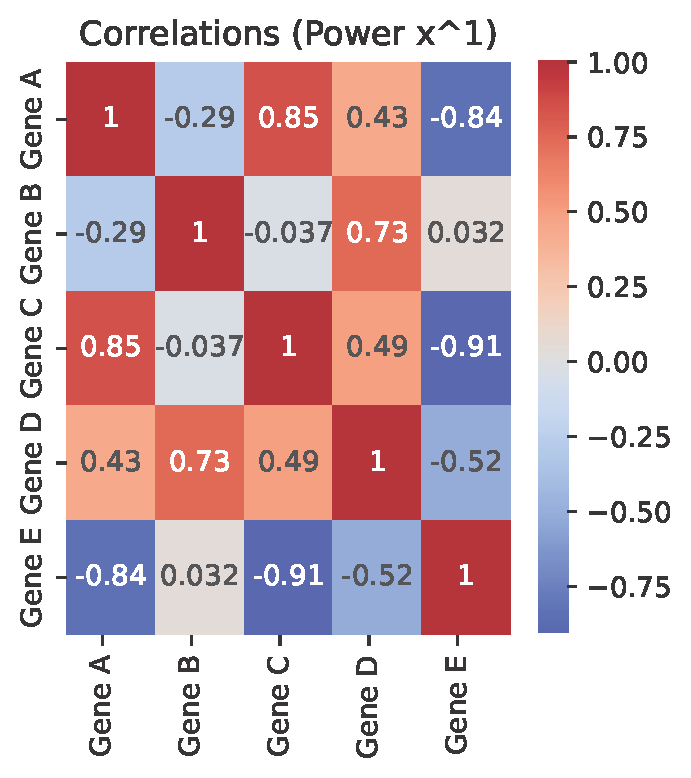 Correlations (Power x^1)
Gene A 1 -0.29 0.85 0.43 -0.84
Gene B -0.29 1 -0.037 0.73 0.032
Gene C 0.85 -0.037 1 0.49 -0.91
Gene D 0.43 0.73 0.49 1 -0.52
Gene E -0.84 0.032 -0.91 -0.52 1
Gene A Gene B Gene C Gene D Gene E
1.00
0.75
0.50
0.25
0.00
−0.25
−0.50
−0.75